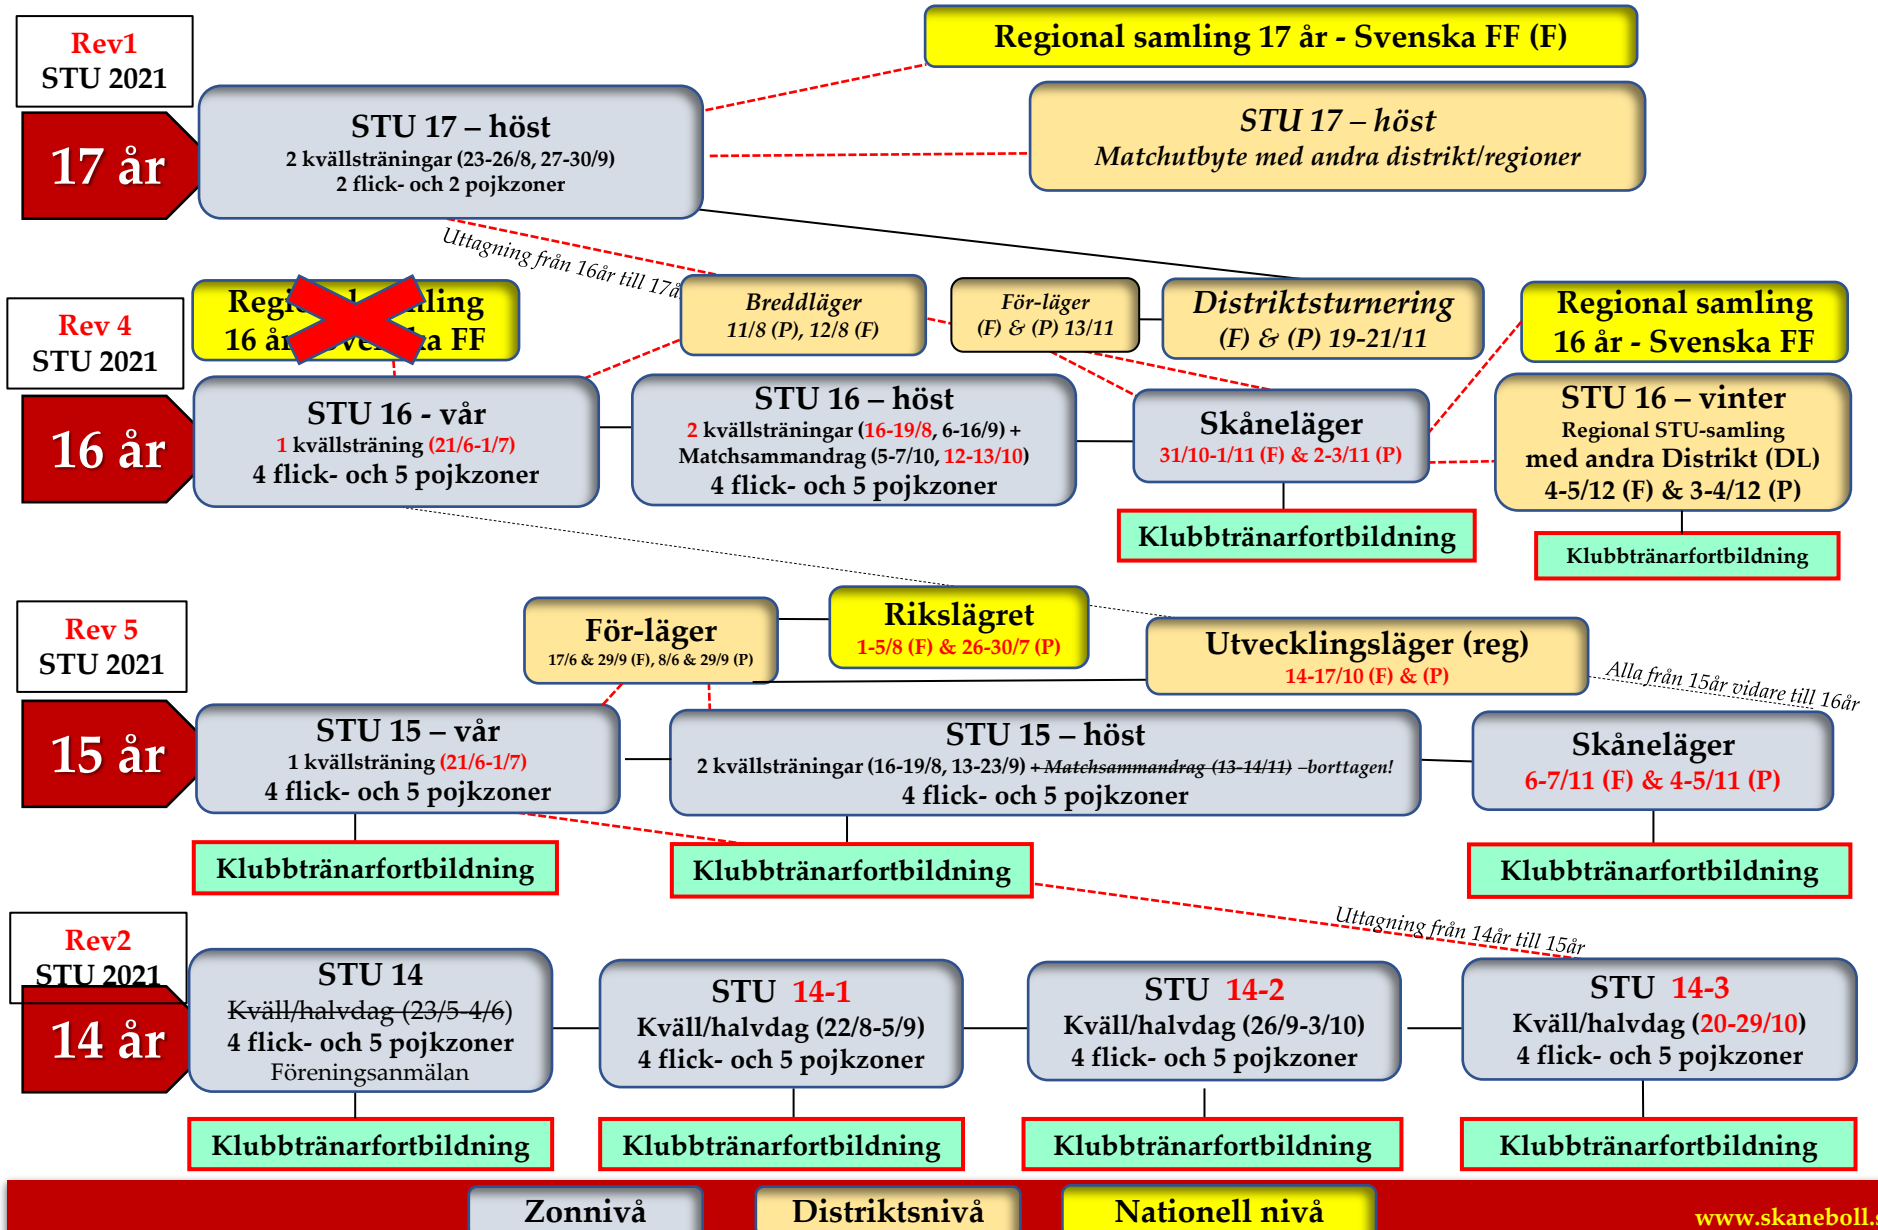 Rev1
STU 2021
17 år
STU 17 – höst
2 kvällsträningar (23-26/8, 27-30/9)
2 flick- och 2 pojkzoner
Regional samling 17 år - Svenska FF (F)
STU 17 – höst
Matchutbyte med andra distrikt/regioner
Uttagning från 16år till 17år
Rev 4
STU 2021
16 år
16 år Svenska FF
Breddläger
11/8 (P), 12/8 (F)
För-läger
(F) & (P) 13/11
Distriktsturnering
(F) & (P) 19-21/11
Regional samling
16 år - Svenska FF
STU 16 - vår
1 kvällsträning (21/6-1/7)
4 flick- och 5 pojkzoner
STU 16 – höst
2 kvällsträningar (16-19/8, 6-16/9) +
Matchsammandrag (5-7/10, 12-13/10)
4 flick- och 5 pojkzoner
Skåneläger
31/10-1/11 (F) & 2-3/11 (P)
Klubbtränarfortbildning
STU 16 – vinter
Regional STU-samling
med andra Distrikt (DL)
4-5/12 (F) & 3-4/12 (P)
Klubbtränarfortbildning
Rev 5
STU 2021
15 år
För-läger
17/6 & 29/9 (F), 8/6 & 29/9 (P)
Rikslägret
1-5/8 (F) & 26-30/7 (P)
Utvecklingsläger (reg)
14-17/10 (F) & (P)
Alla från 15år vidare till 16år
STU 15 – vår
1 kvällsträning (21/6-1/7)
4 flick- och 5 pojkzoner
STU 15 – höst
2 kvällsträningar (16-19/8, 13-23/9) +Matchsammandrag (13-14/11) –borttagen!
4 flick- och 5 pojkzoner
Skåneläger
6-7/11 (F) & 4-5/11 (P)
Klubbtränarfortbildning
Klubbtränarfortbildning
Klubbtränarfortbildning
Uttagning från 14år till 15år
Rev2
STU 2021
14 år
STU 14
Kväll/halvdag (23/5-4/6)
4 flick- och 5 pojkzoner
Föreningsanmälan
STU 14-1
Kväll/halvdag (22/8-5/9)
4 flick- och 5 pojkzoner
STU 14-2
Kväll/halvdag (26/9-3/10)
4 flick- och 5 pojkzoner
STU 14-3
Kväll/halvdag (20-29/10)
4 flick- och 5 pojkzoner
Klubbtränarfortbildning
Klubbtränarfortbildning
Klubbtränarfortbildning
Klubbtränarfortbildning
Zonnivå
Distriktsnivå
Nationell nivå
www.skaneboll.s